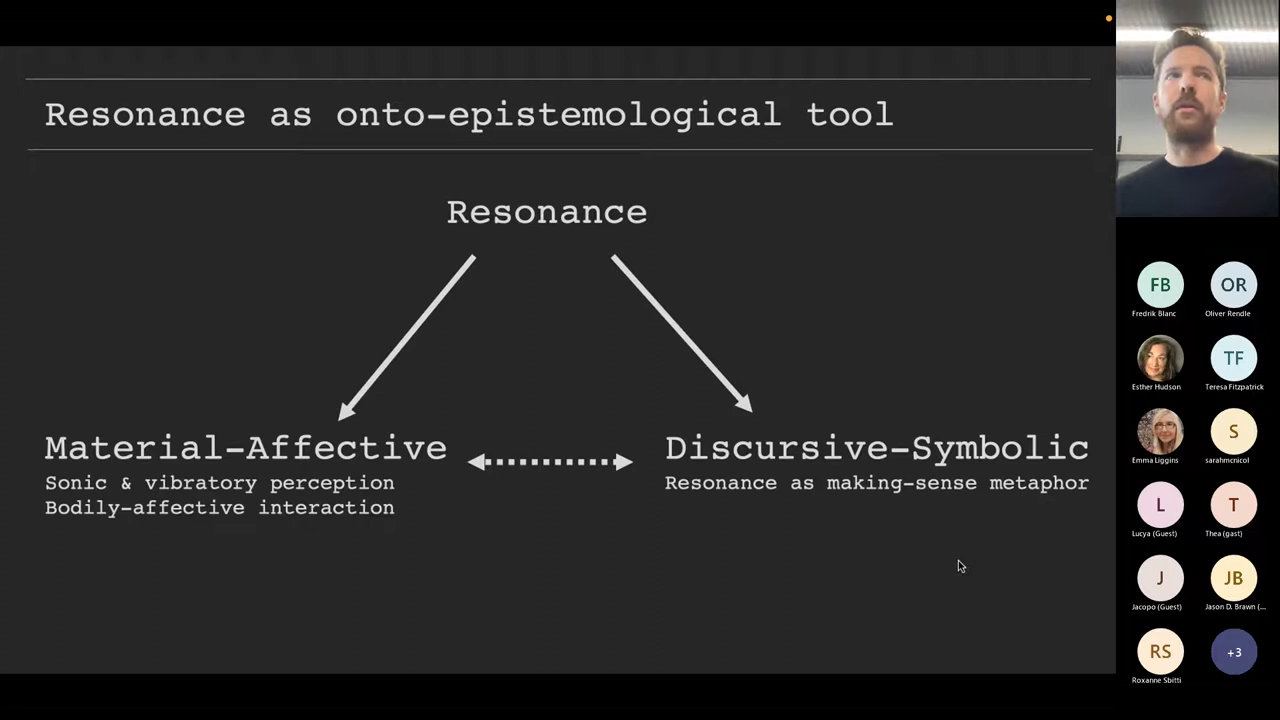 Resonance as onto-epistemological tool
Resonance
Material-Affective
Sonic & vibratory perception
Bodily-affective interaction
Discursive-Symbolic
Resonance as making-sense metaphor
FB
Fredrik Blanc
OR
Oliver Rendle
Esther Hudson
TF
Teresa Fitzpatrick
Emma Liggins
S
sarahmcnicol
L
Lucya (Guest)
T
Thea (gast)
J
Jacopo (Guest)
JB
Jason D. Brawn (...
RS
Roxanne Sbitti
+3